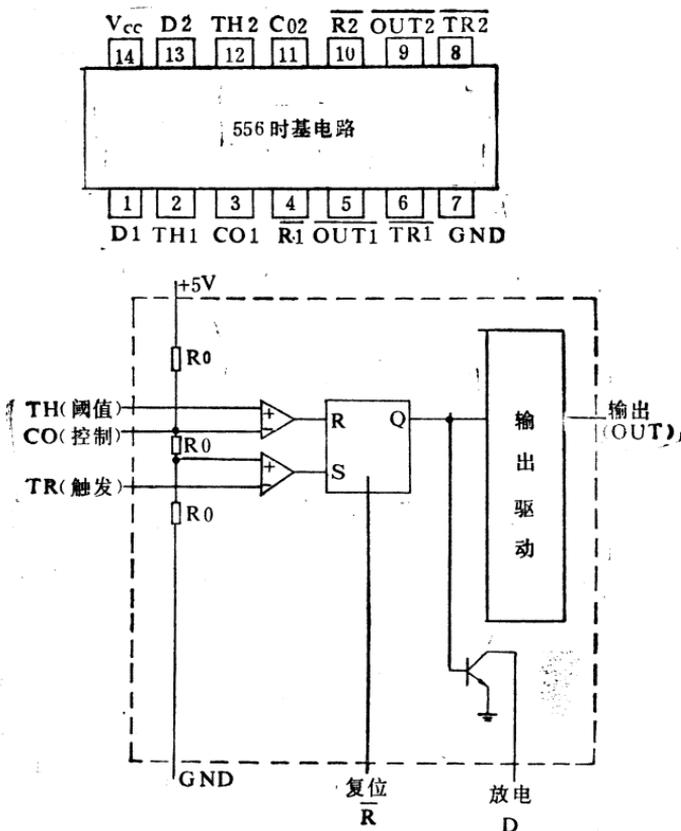 Vcc D2 TH2 C02 R2 OUT2 TR2
14 13 12 11 10 9 8
556时基电路
1 2 3 4 5 6 7
D1 TH1 CO1 R1 OUT1 TR1 GND
+5V
R0
TH(阈值)
CO(控制)
R0
TR(触发)
R0
+
−
+
−
R Q
S
输出驱动
输出
(OUT)
GND
复位
R
放电
D